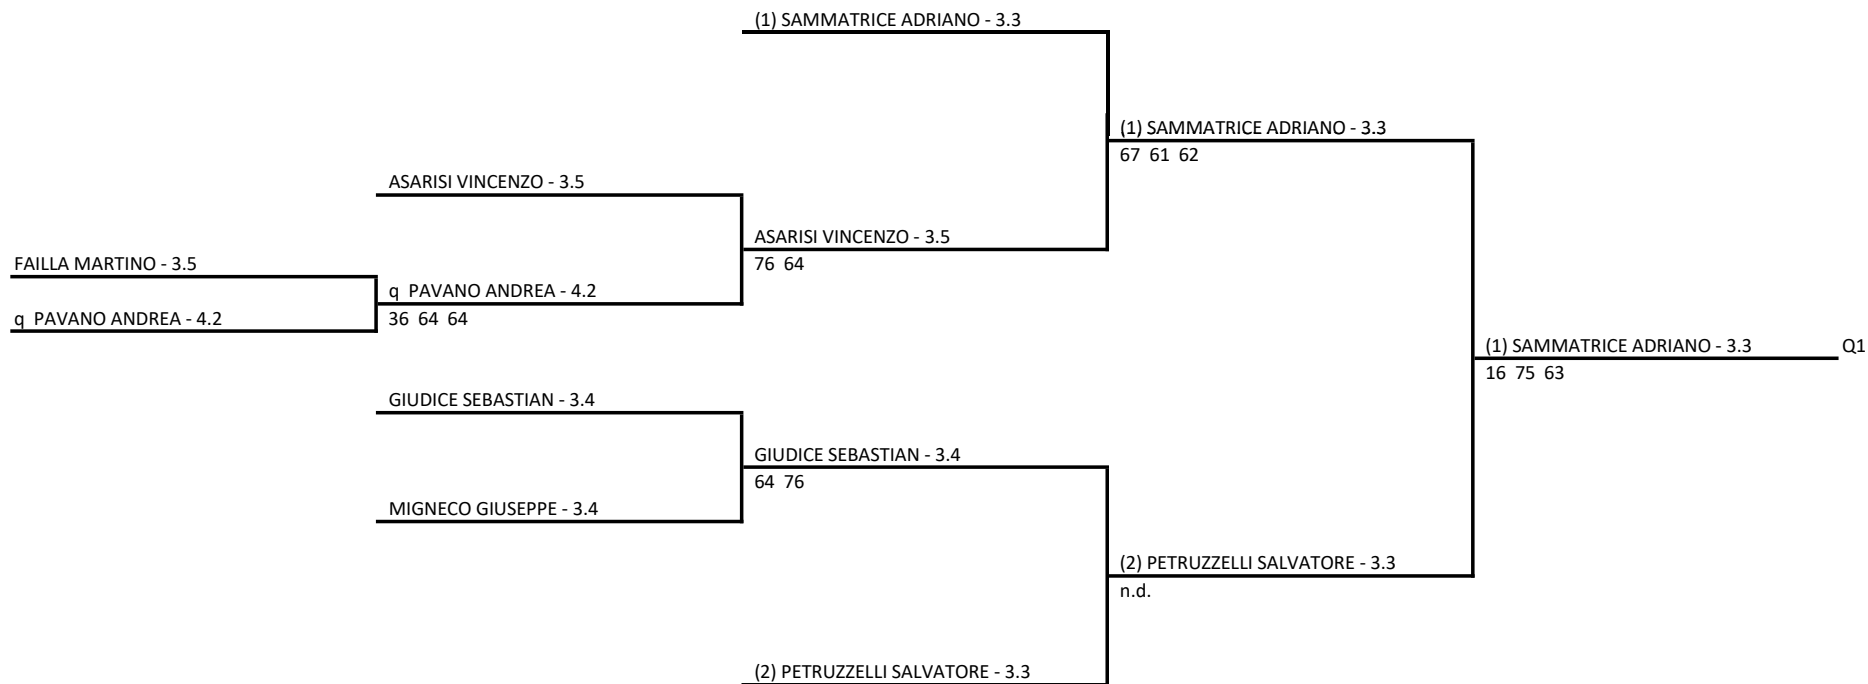 (1) SAMMATRICE ADRIANO - 3.3
(1) SAMMATRICE ADRIANO - 3.3
67 61 62
ASARISI VINCENZO - 3.5
ASARISI VINCENZO - 3.5
76 64
FAILLA MARTINO - 3.5
q PAVANO ANDREA - 4.2
36 64 64
q PAVANO ANDREA - 4.2
(1) SAMMATRICE ADRIANO - 3.3 Q1
16 75 63
GIUDICE SEBASTIAN - 3.4
GIUDICE SEBASTIAN - 3.4
64 76
MIGNECO GIUSEPPE - 3.4
(2) PETRUZZELLI SALVATORE - 3.3
n.d.
(2) PETRUZZELLI SALVATORE - 3.3